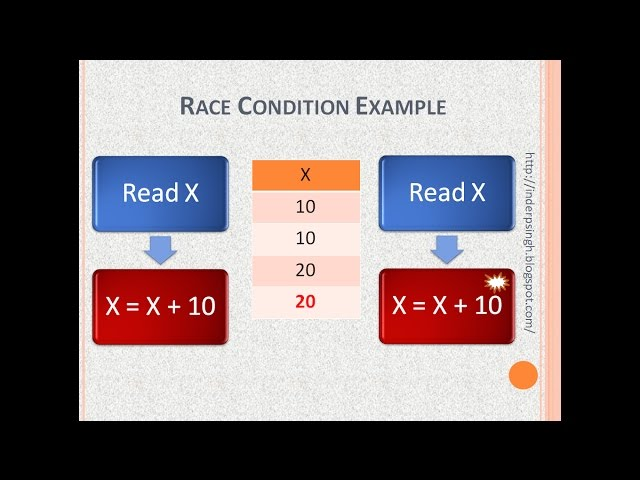 RACE CONDITION EXAMPLE
Read X
X = X + 10
X
10
10
20
20
Read X
X = X + 10
http://inderpsingh.blogspot.com/